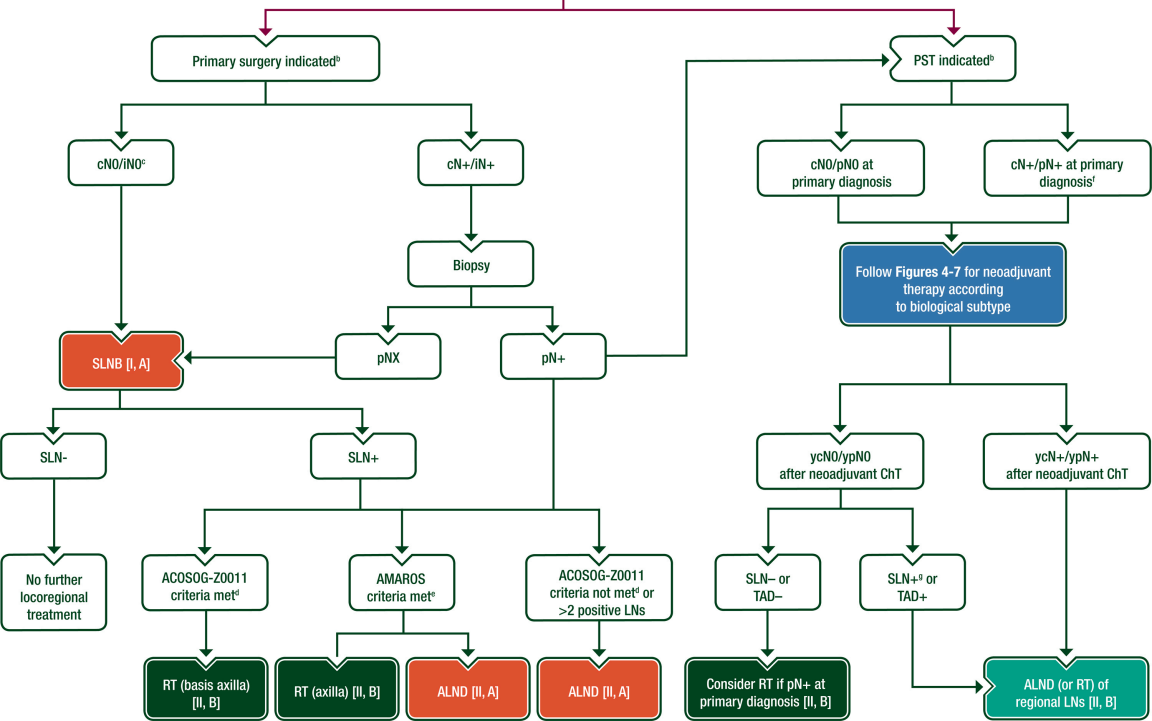 Primary surgery indicatedᵇ
PST indicatedᵇ
cN0/iN0ᶜ
cN+/iN+
cN0/pN0 at
primary diagnosis
cN+/pN+ at primary
diagnosisᶠ
Biopsy
Follow Figures 4-7 for neoadjuvant
therapy according
to biological subtype
SLNB [I, A]
pNX
pN+
SLN-
SLN+
ycN0/ypN0
after neoadjuvant ChT
ycN+/ypN+
after neoadjuvant ChT
No further
locoregional
treatment
ACOSOG-Z0011
criteria metᵈ
AMAROS
criteria metᵉ
ACOSOG-Z0011
criteria not metᵈ or
>2 positive LNs
SLN– or
TAD–
SLN+ᵍ or
TAD+
RT (basis axilla)
[II, B]
RT (axilla) [II, B]
ALND [II, A]
ALND [II, A]
Consider RT if pN+ at
primary diagnosis [II, B]
ALND (or RT) of
regional LNs [II, B]